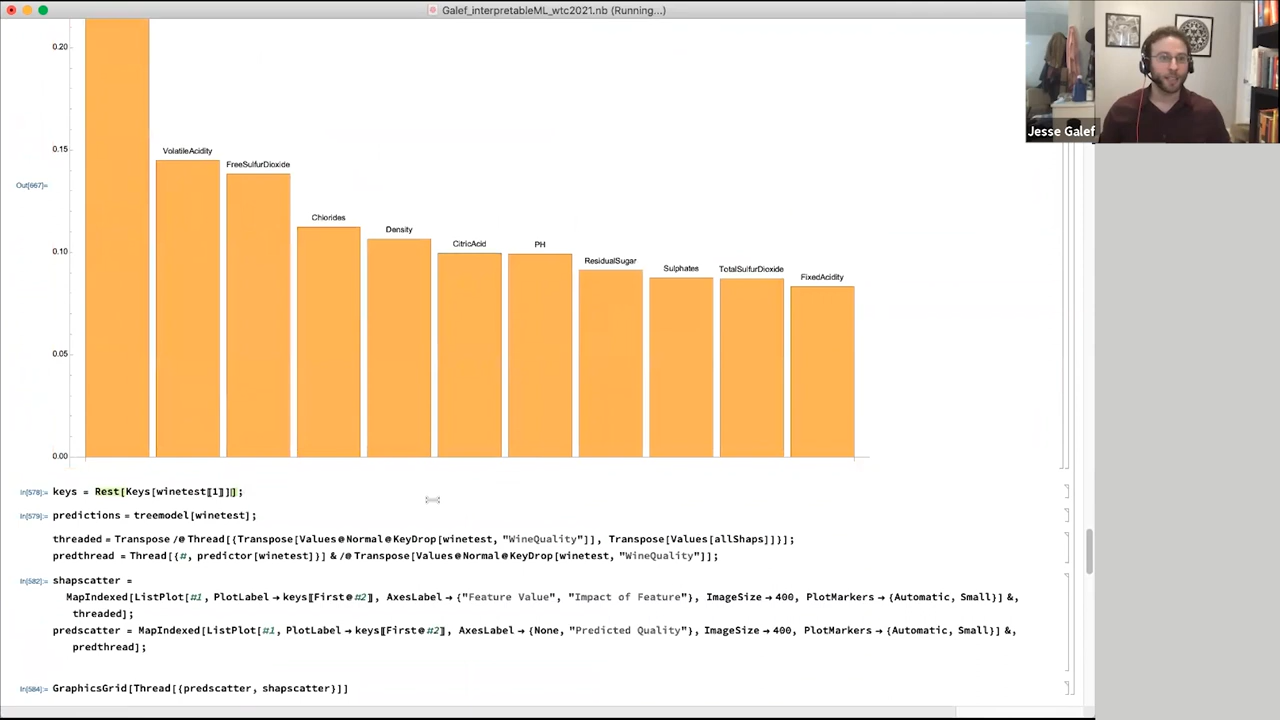 Galef_interpretableML_wtc2021.nb (Running...)
Jesse Galef
0.20
0.15
0.10
0.05
0.00
Out[667]=
VolatileAcidity
FreeSulfurDioxide
Chlorides
Density
CitricAcid
PH
ResidualSugar
Sulphates
TotalSulfurDioxide
FixedAcidity
In[578]:= keys = Rest[Keys[winetest[[1]]]];
In[579]:= predictions = treemodel[winetest];
threaded = Transpose /@ Thread[{Transpose[Values@Normal@KeyDrop[winetest, "WineQuality"]], Transpose[Values[allShaps]]}];
predthread = Thread[{#, predictor[winetest]}] & /@ Transpose[Values@Normal@KeyDrop[winetest, "WineQuality"]];
In[582]:= shapscatter =
MapIndexed[ListPlot[#1, PlotLabel → keys[[First@#2]], AxesLabel → {"Feature Value", "Impact of Feature"}, ImageSize → 400, PlotMarkers → {Automatic, Small}] &,
threaded];
predscatter = MapIndexed[ListPlot[#1, PlotLabel → keys[[First@#2]], AxesLabel → {None, "Predicted Quality"}, ImageSize → 400, PlotMarkers → {Automatic, Small}] &,
predthread];
In[584]:= GraphicsGrid[Thread[{predscatter, shapscatter}]]